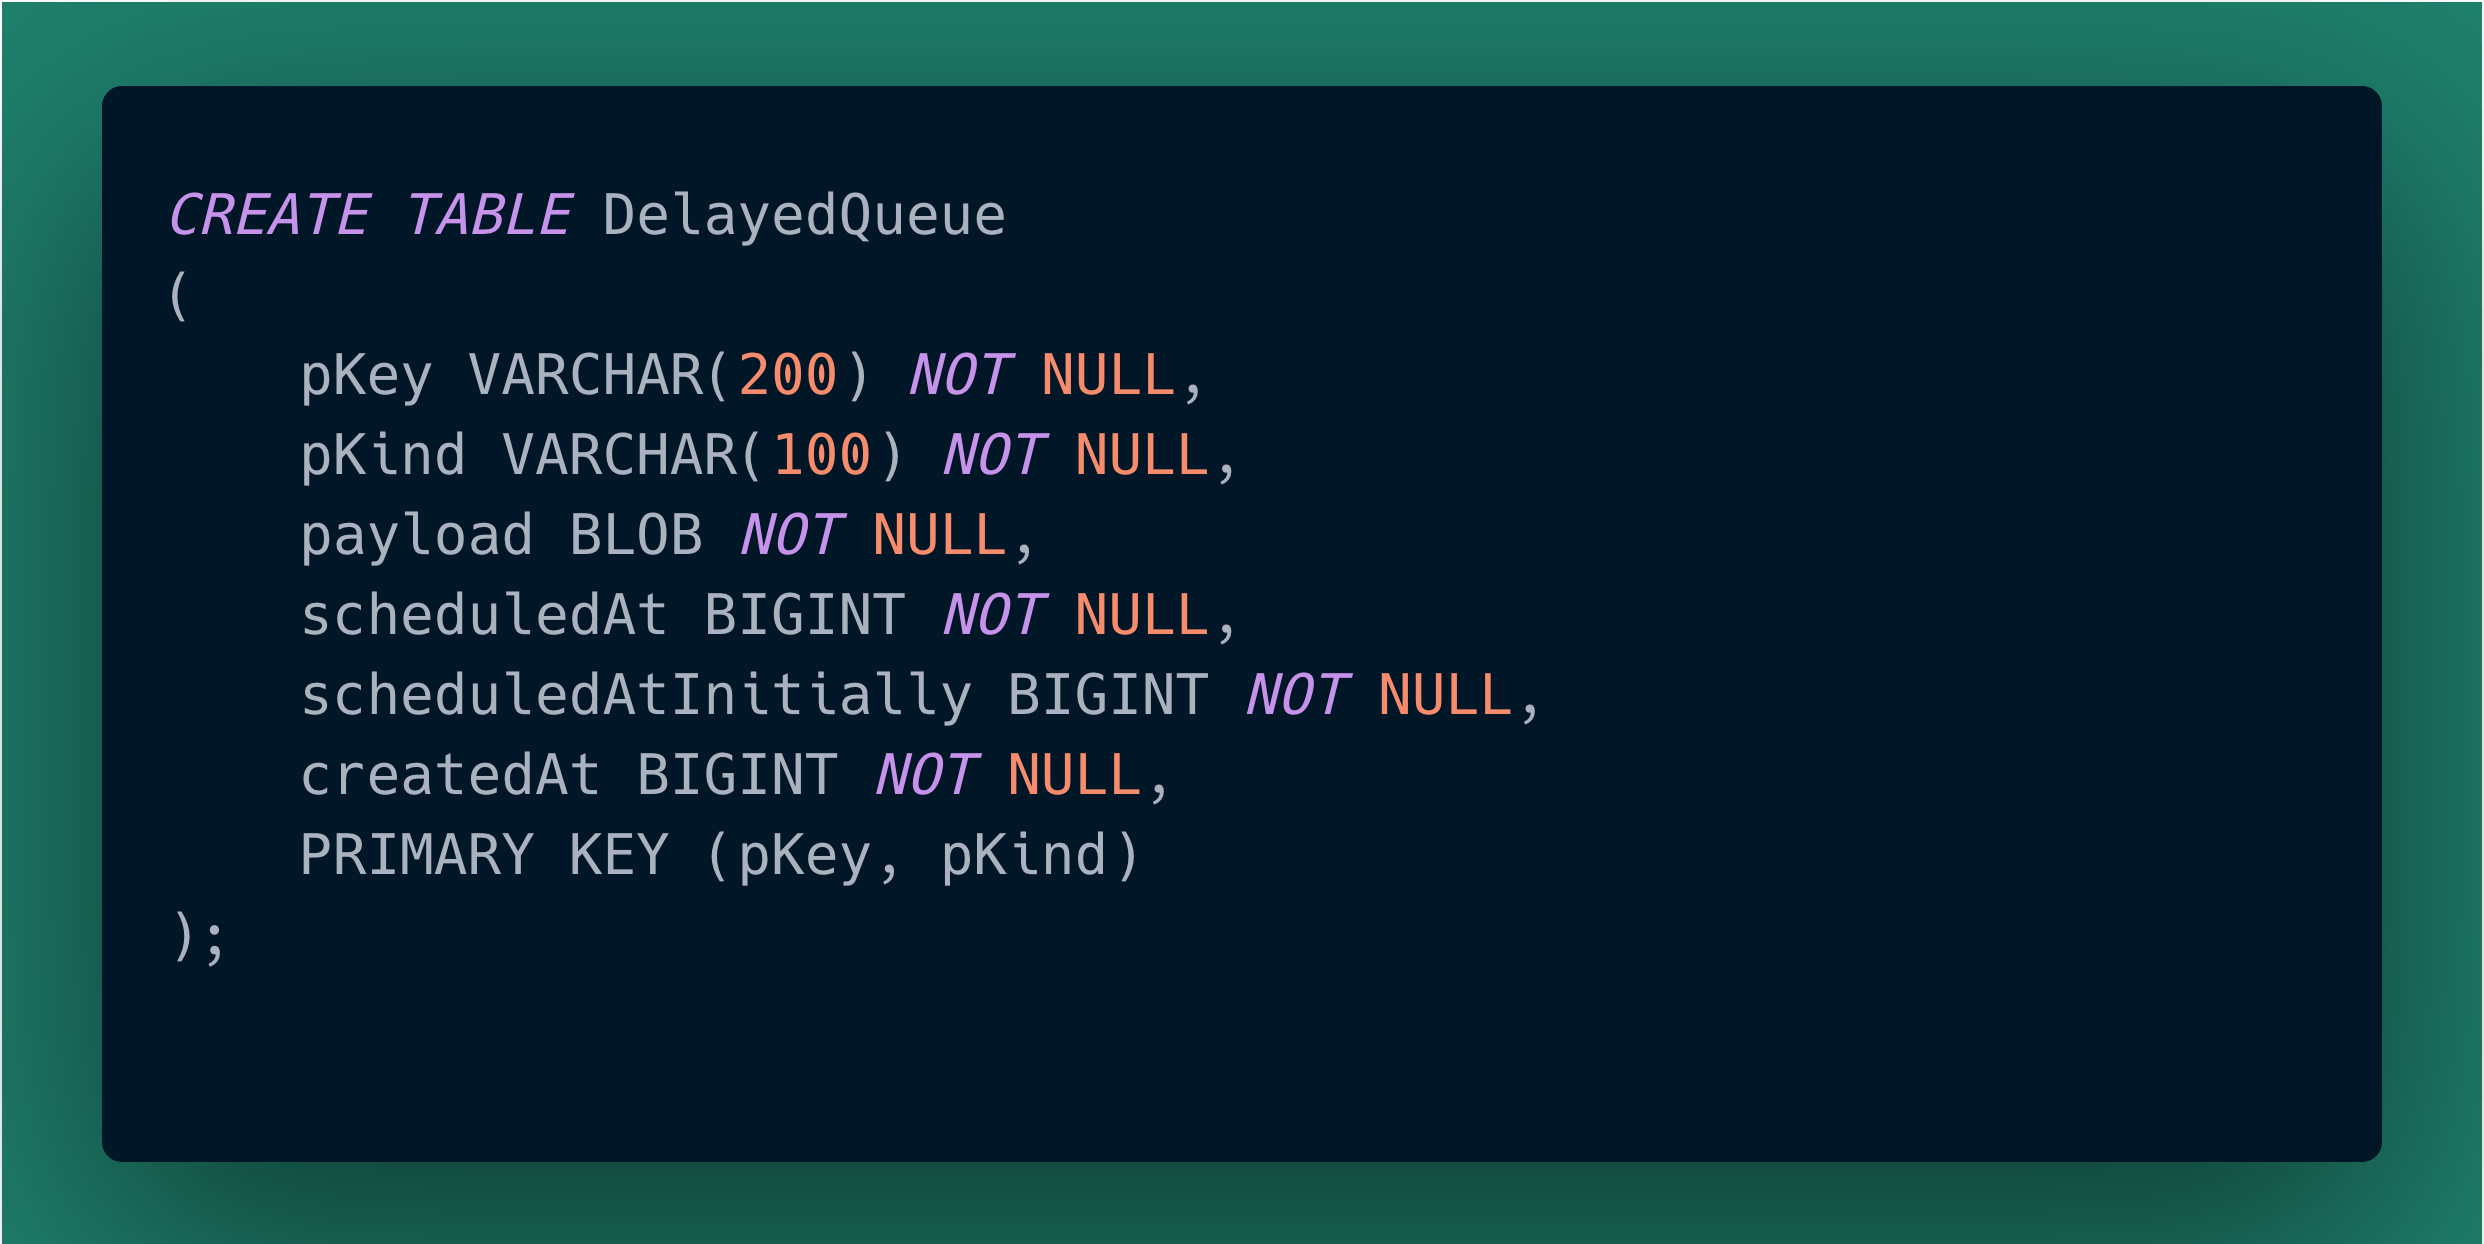 CREATE TABLE DelayedQueue
(
    pKey VARCHAR(200) NOT NULL,
    pKind VARCHAR(100) NOT NULL,
    payload BLOB NOT NULL,
    scheduledAt BIGINT NOT NULL,
    scheduledAtInitially BIGINT NOT NULL,
    createdAt BIGINT NOT NULL,
    PRIMARY KEY (pKey, pKind)
);